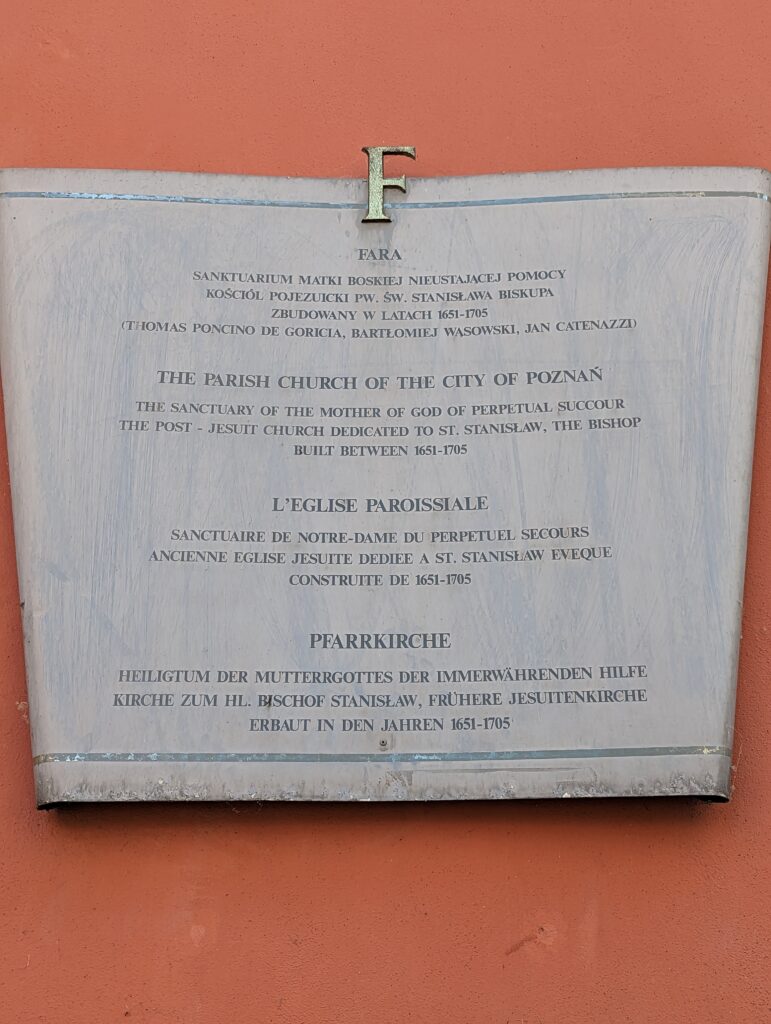 F
FARA
SANKTUARIUM MATKI BOSKIEJ NIEUSTAJĄCEJ POMOCY
KOŚCIÓL POJEZUICKI PW. ŚW. STANISŁAWA BISKUPA
ZBUDOWANY W LATACH 1651-1705
(THOMAS PONCINO DE GORICIA, BARTŁOMIEJ WĄSOWSKI, JAN CATENAZZI)
THE PARISH CHURCH OF THE CITY OF POZNAŃ
THE SANCTUARY OF THE MOTHER OF GOD OF PERPETUAL SUCCOUR
THE POST - JESUIT CHURCH DEDICATED TO ST. STANISŁAW, THE BISHOP
BUILT BETWEEN 1651-1705
L'EGLISE PAROISSIALE
SANCTUAIRE DE NOTRE-DAME DU PERPETUEL SECOURS
ANCIENNE EGLISE JESUITE DEDIEE A ST. STANISŁAW EVEQUE
CONSTRUITE DE 1651-1705
PFARRKIRCHE
HEILIGTUM DER MUTTERRGOTTES DER IMMERWÄHRENDEN HILFE
KIRCHE ZUM HL. BISCHOF STANISŁAW, FRÜHERE JESUITENKIRCHE
ERBAUT IN DEN JAHREN 1651-1705